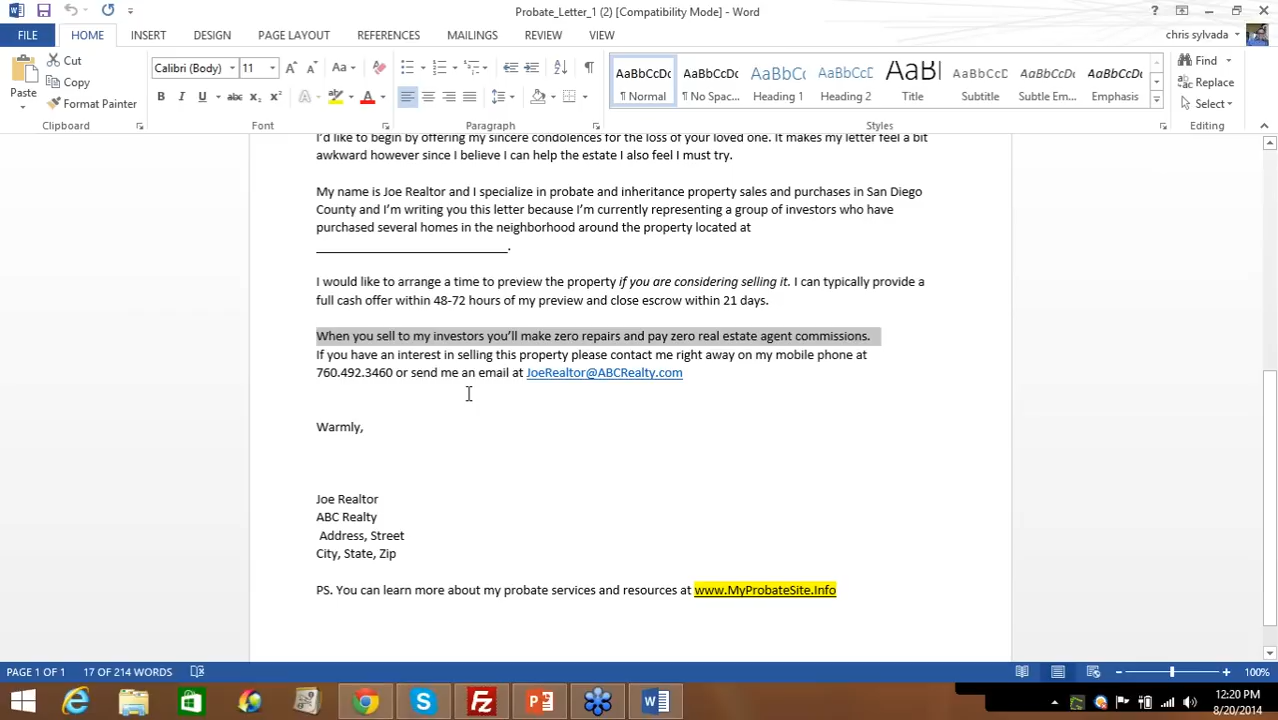 Probate_Letter_1 (2) [Compatibility Mode] - Word
FILE HOME INSERT DESIGN PAGE LAYOUT REFERENCES MAILINGS REVIEW VIEW chris sylvada
Paste
Cut
Copy
Format Painter
Clipboard
Calibri (Body) 11
Font
Paragraph
AaBbCcDc AaBbCcDc AaBbCc AaBbCcC AaBl AaBbCcD AaBbCcDc AaBbCcDc
¶ Normal ¶ No Spac... Heading 1 Heading 2 Title Subtitle Subtle Em... Emphasis
Styles
Find
Replace
Select
Editing
I'd like to begin by offering my sincere condolences for the loss of your loved one. It makes my letter feel a bit
awkward however since I believe I can help the estate I also feel I must try.
My name is Joe Realtor and I specialize in probate and inheritance property sales and purchases in San Diego
County and I'm writing you this letter because I'm currently representing a group of investors who have
purchased several homes in the neighborhood around the property located at
______________________________.
I would like to arrange a time to preview the property if you are considering selling it. I can typically provide a
full cash offer within 48-72 hours of my preview and close escrow within 21 days.
When you sell to my investors you'll make zero repairs and pay zero real estate agent commissions.
If you have an interest in selling this property please contact me right away on my mobile phone at
760.492.3460 or send me an email at JoeRealtor@ABCRealty.com
Warmly,
Joe Realtor
ABC Realty
Address, Street
City, State, Zip
PS. You can learn more about my probate services and resources at www.MyProbateSite.Info
PAGE 1 OF 1 17 OF 214 WORDS 100%
12:20 PM
8/20/2014